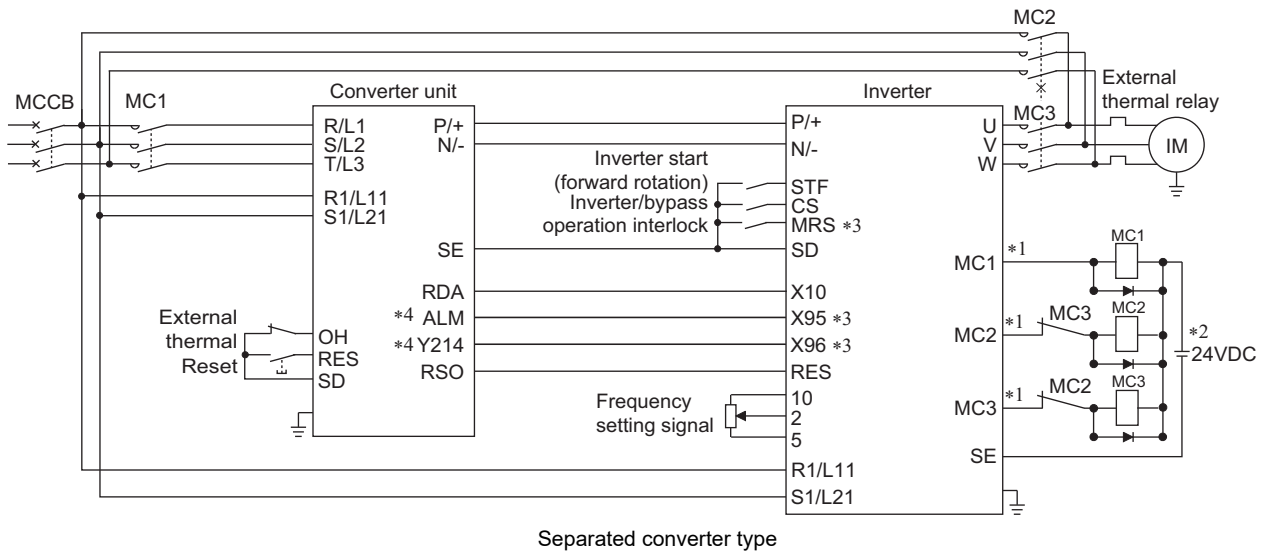 MC2
MCCB
MC1
Converter unit
Inverter
External
thermal relay
MC3
R/L1
S/L2
T/L3
R1/L11
S1/L21
P/+
N/-
SE
RDA
*4 ALM
*4 Y214
RSO
External
thermal
Reset
OH
RES
SD
Inverter start
(forward rotation)
Inverter/bypass
operation interlock
P/+
N/-
STF
CS
MRS *3
SD
X10
X95 *3
X96 *3
RES
Frequency
setting signal
10
2
5
R1/L11
S1/L21
U
V
W
IM
MC1
*1
MC1
MC2
*1
MC3
MC2
MC3
*1
MC2
MC3
SE
*2
24VDC
Separated converter type